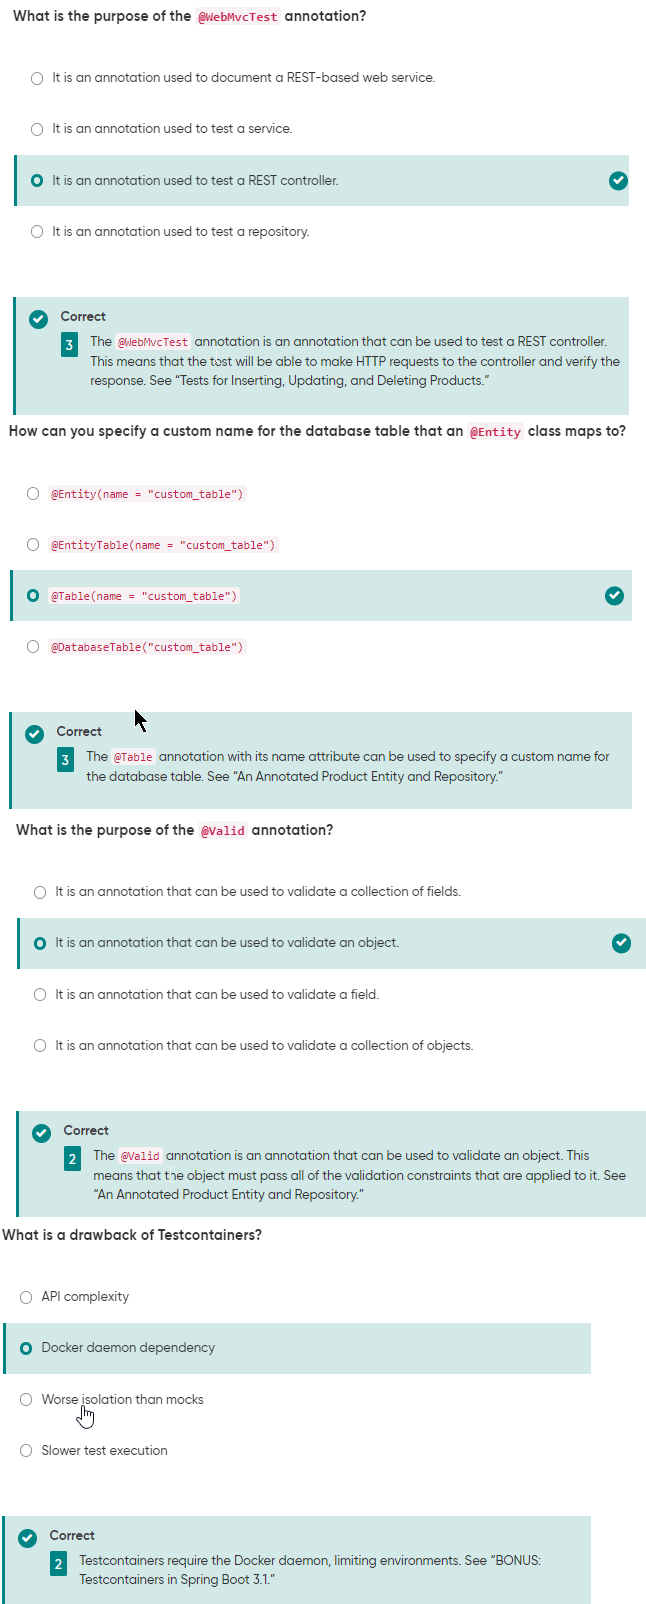 What is the purpose of the @WebMvcTest annotation?
It is an annotation used to document a REST-based web service.
It is an annotation used to test a service.
It is an annotation used to test a REST controller.
It is an annotation used to test a repository.
Correct
3
The @WebMvcTest annotation is an annotation that can be used to test a REST controller.
This means that the test will be able to make HTTP requests to the controller and verify the
response. See “Tests for Inserting, Updating, and Deleting Products.”
How can you specify a custom name for the database table that an @Entity class maps to?
@Entity(name = "custom_table")
@EntityTable(name = "custom_table")
@Table(name = "custom_table")
@DatabaseTable("custom_table")
Correct
3
The @Table annotation with its name attribute can be used to specify a custom name for
the database table. See “An Annotated Product Entity and Repository.”
What is the purpose of the @Valid annotation?
It is an annotation that can be used to validate a collection of fields.
It is an annotation that can be used to validate an object.
It is an annotation that can be used to validate a field.
It is an annotation that can be used to validate a collection of objects.
Correct
2
The @Valid annotation is an annotation that can be used to validate an object. This
means that the object must pass all of the validation constraints that are applied to it. See
“An Annotated Product Entity and Repository.”
What is a drawback of Testcontainers?
API complexity
Docker daemon dependency
Worse isolation than mocks
Slower test execution
Correct
2
Testcontainers require the Docker daemon, limiting environments. See “BONUS:
Testcontainers in Spring Boot 3.1.”